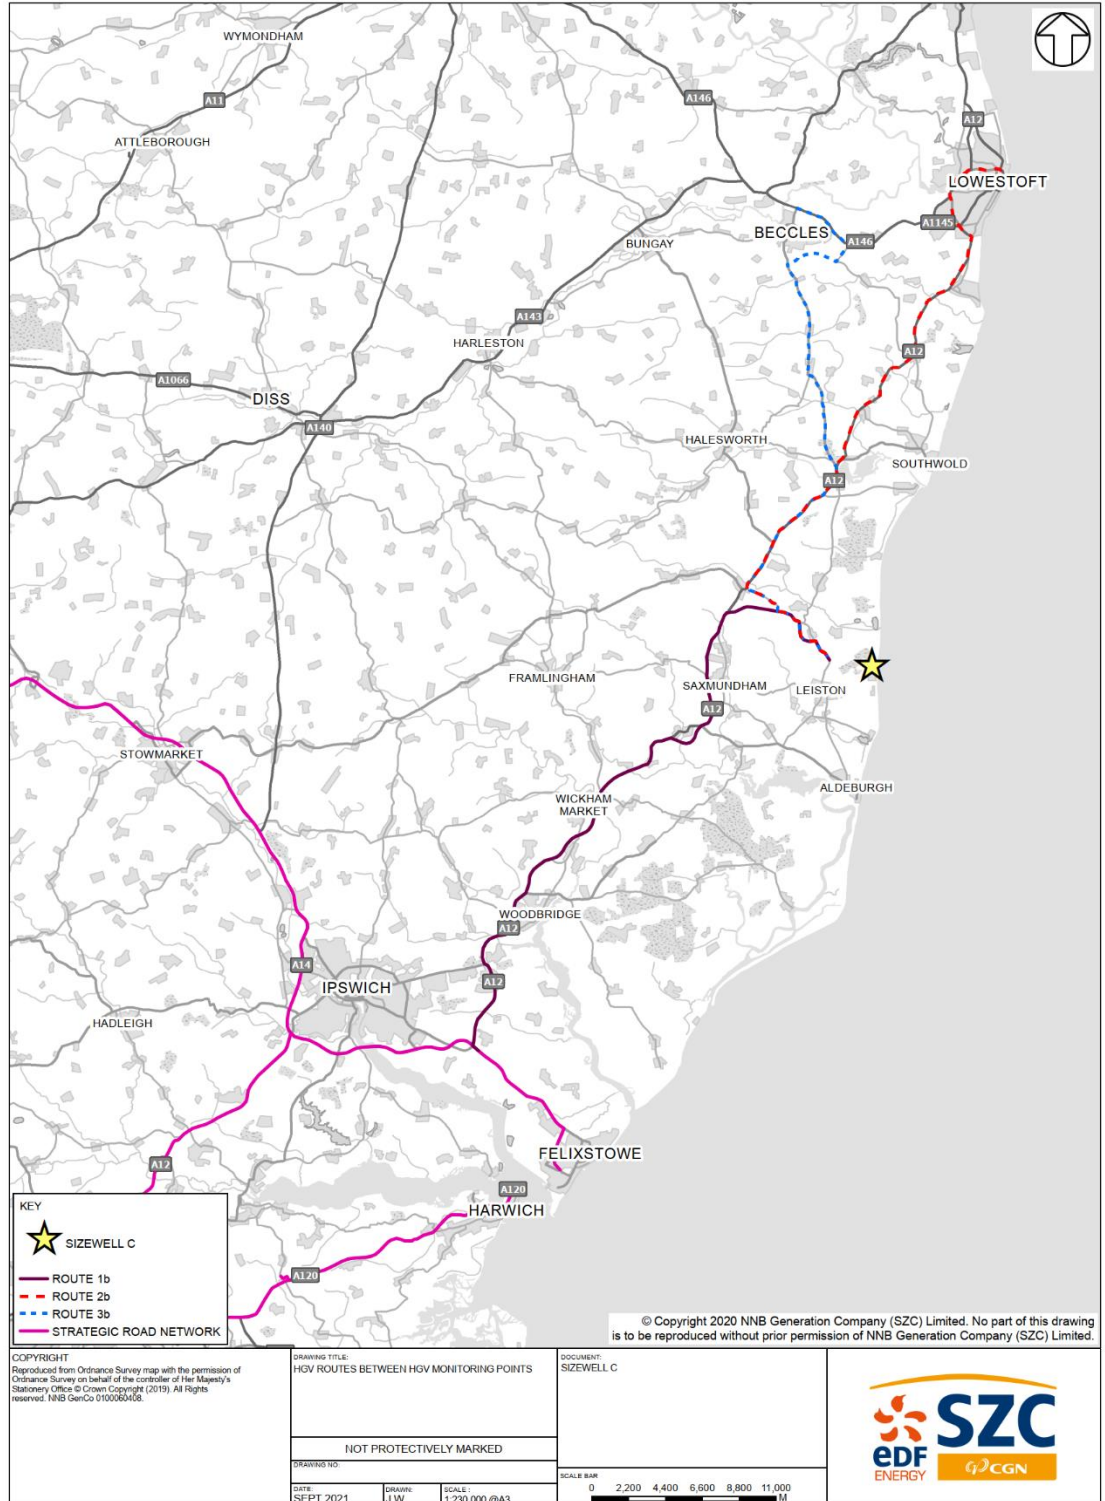 WYMONDHAM
A11
A146
ATTLEBOROUGH
A12
LOWESTOFT
A1145
BECCLES
A146
BUNGAY
A143
HARLESTON
A12
A1066
DISS
A140
HALESWORTH
SOUTHWOLD
A12
FRAMLINGHAM
SAXMUNDHAM
LEISTON
A12
STOWMARKET
ALDEBURGH
WICKHAM
MARKET
WOODBRIDGE
A12
A14
A12
IPSWICH
HADLEIGH
FELIXSTOWE
A12
A120
HARWICH
A120
KEY
SIZEWELL C
ROUTE 1b
ROUTE 2b
ROUTE 3b
STRATEGIC ROAD NETWORK
© Copyright 2020 NNB Generation Company (SZC) Limited. No part of this drawing
is to be reproduced without prior permission of NNB Generation Company (SZC) Limited.
COPYRIGHT
Reproduced from Ordnance Survey map with the permission of
Ordnance Survey on behalf of the controller of Her Majesty's
Stationery Office © Crown Copyright (2019). All Rights
reserved. NNB GenCo 0100060408.
DRAWING TITLE:
HGV ROUTES BETWEEN HGV MONITORING POINTS
NOT PROTECTIVELY MARKED
DRAWING NO:
DATE:
SEPT 2021
DRAWN:
J.W
SCALE :
1:230,000 @A3
DOCUMENT:
SIZEWELL C
SCALE BAR
0 2,200 4,400 6,600 8,800 11,000
M
eDF
ENERGY
SZC
CGN